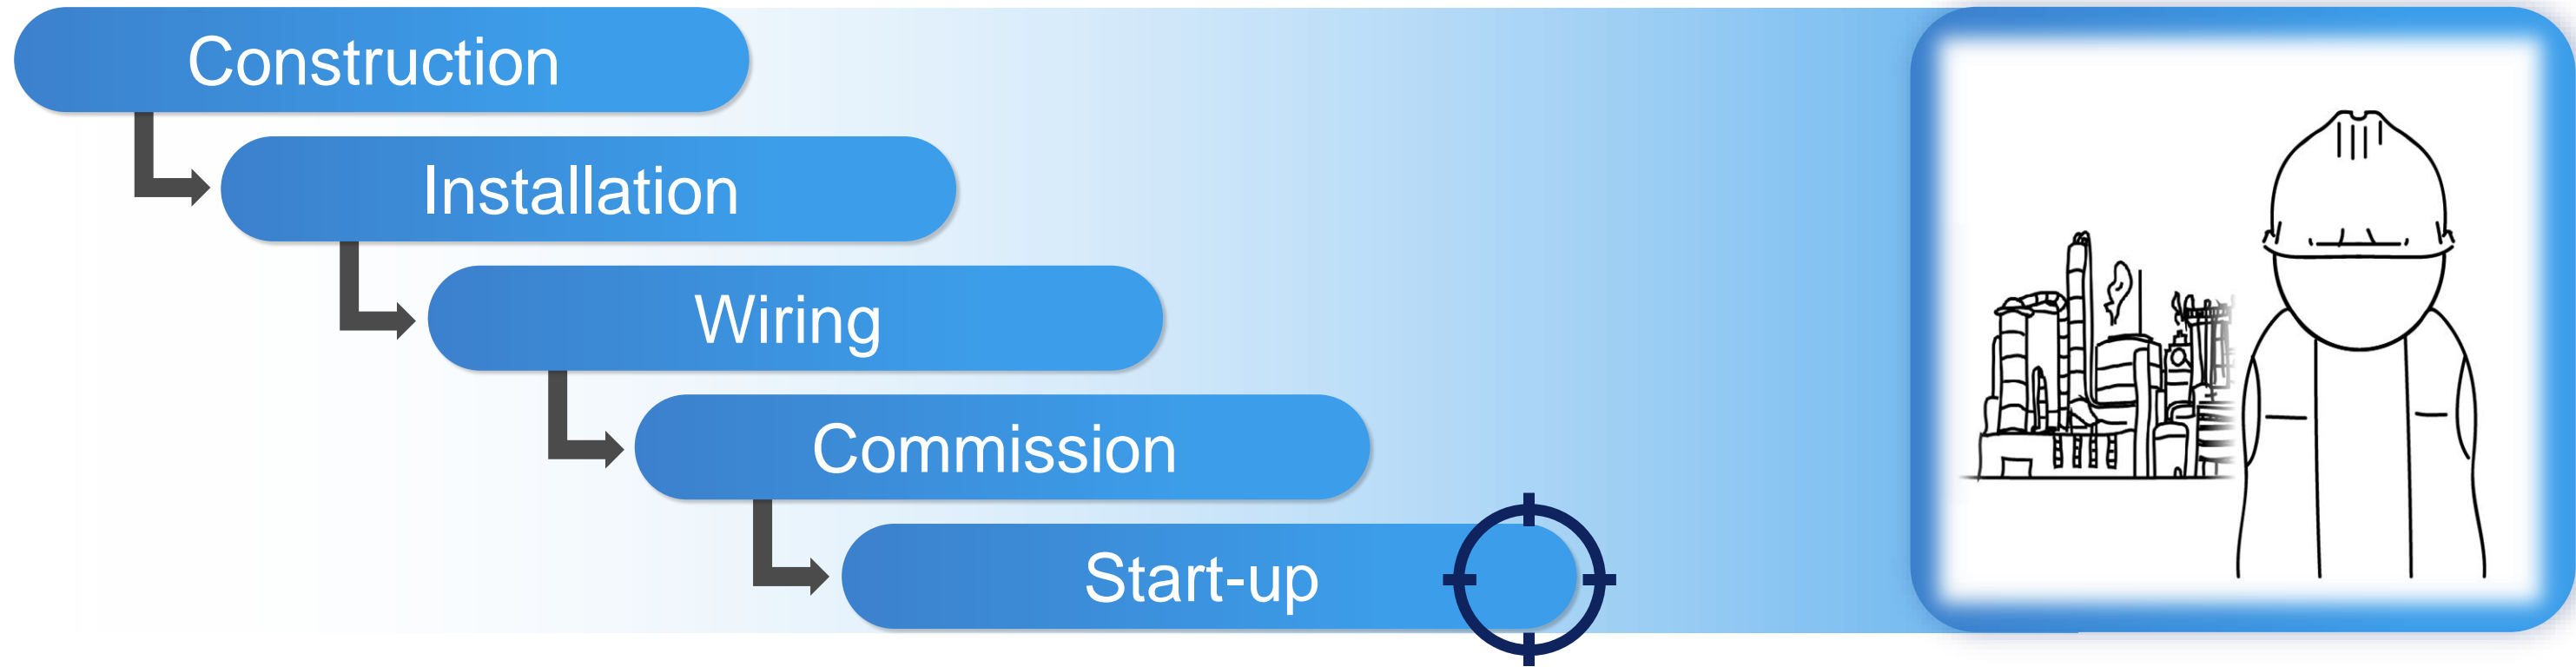 Construction
Installation
Wiring
Commission
Start-up